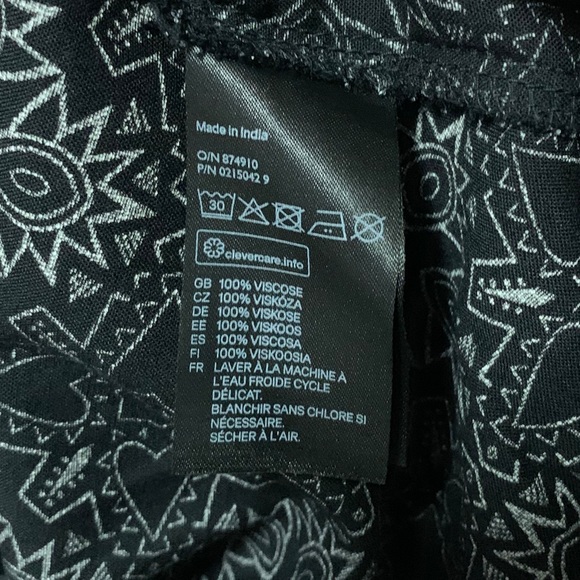 Made in India
O/N 874910
P/N 0215042 9
30
clevercare.info
GB 100% VISCOSE
CZ 100% VISKÓZA
DE 100% VISKOSE
EE 100% VISKOOS
ES 100% VISCOSA
FI 100% VISKOOSIA
FR LAVER À LA MACHINE À
L'EAU FROIDE CYCLE
DÉLICAT.
BLANCHIR SANS CHLORE SI
NÉCESSAIRE.
SÉCHER À L'AIR.